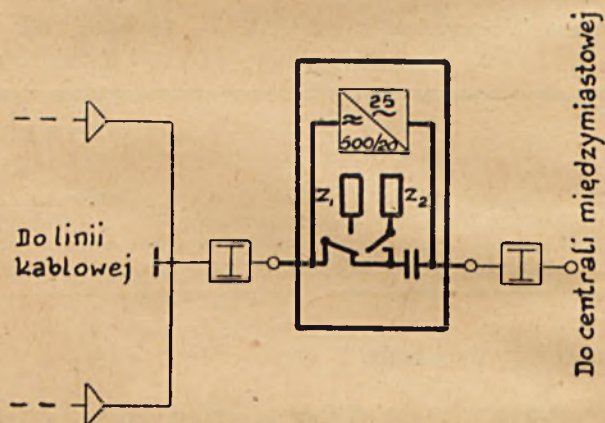 25
≈ ~
500/20
Z₁ Z₂
Do linii
kablowej
Do centrali międzymiastowej